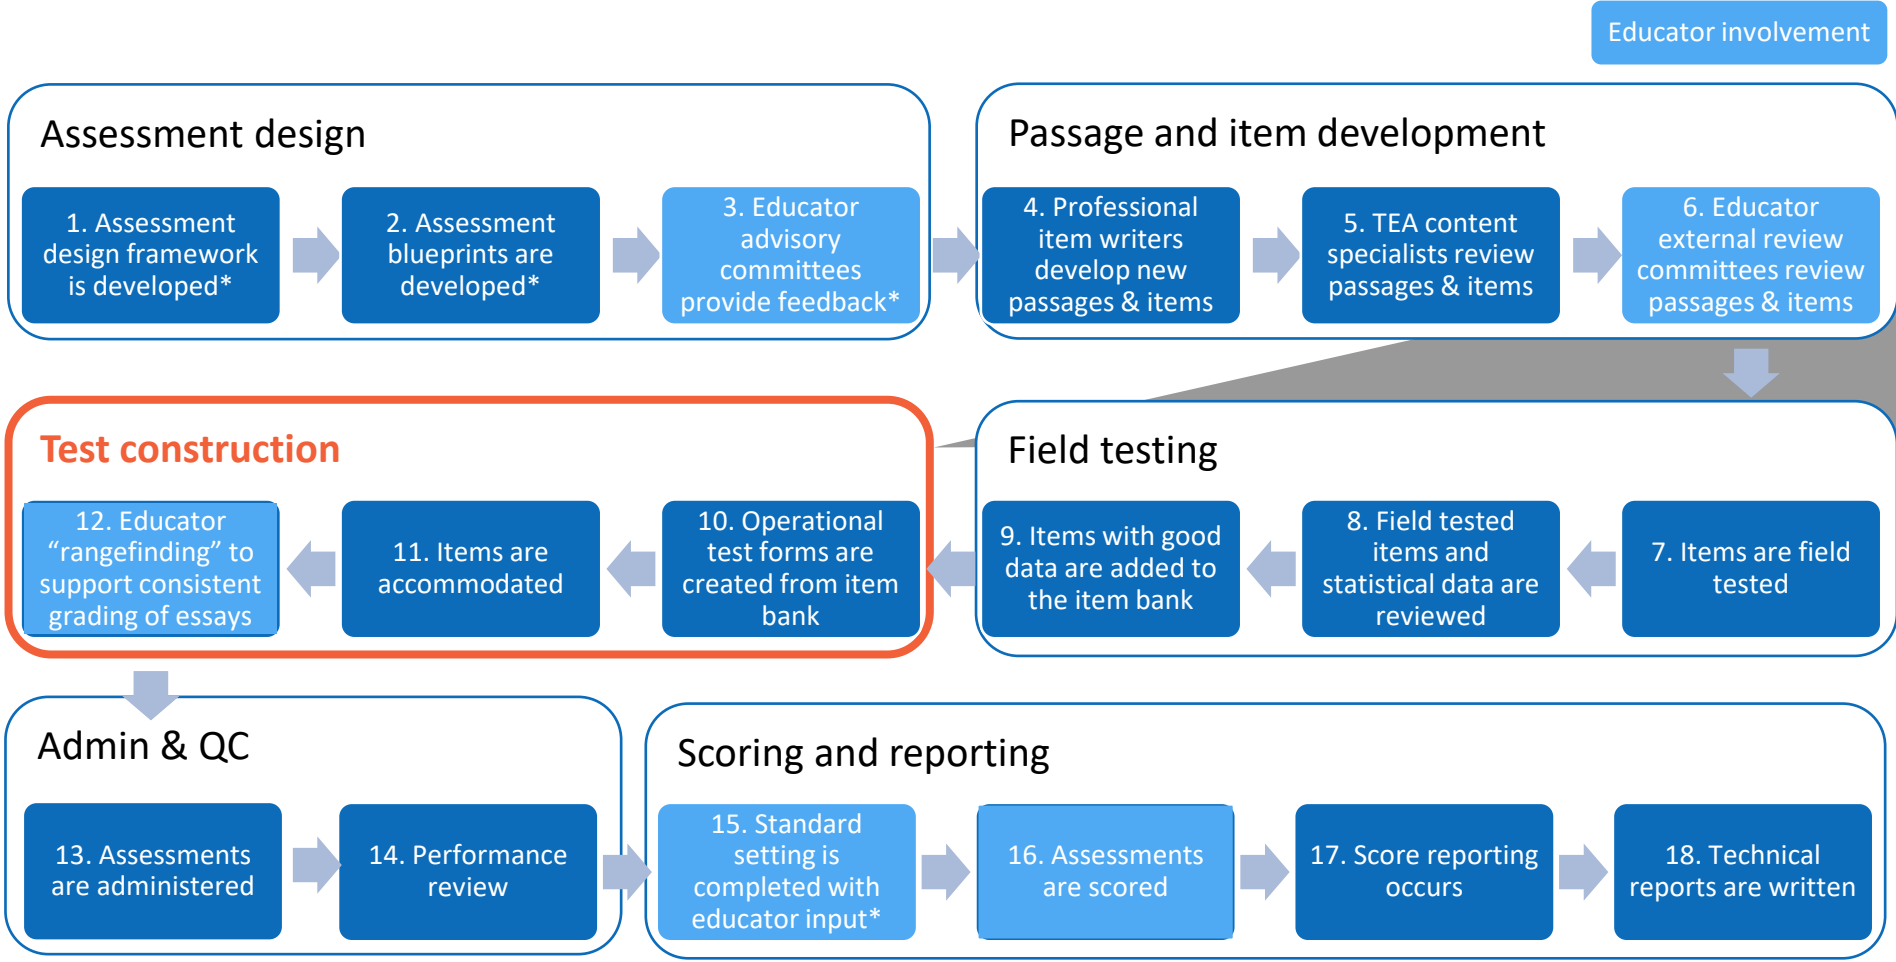 Educator involvement
Assessment design
1. Assessment
design framework
is developed*
2. Assessment
blueprints are
developed*
3. Educator
advisory
committees
provide feedback*
Passage and item development
4. Professional
item writers
develop new
passages & items
5. TEA content
specialists review
passages & items
6. Educator
external review
committees review
passages & items
Field testing
7. Items are field
tested
8. Field tested
items and
statistical data are
reviewed
9. Items with good
data are added to
the item bank
Test construction
10. Operational
test forms are
created from item
bank
11. Items are
accommodated
12. Educator
“rangefinding” to
support consistent
grading of essays
Admin & QC
13. Assessments
are administered
14. Performance
review
Scoring and reporting
15. Standard
setting is
completed with
educator input*
16. Assessments
are scored
17. Score reporting
occurs
18. Technical
reports are written